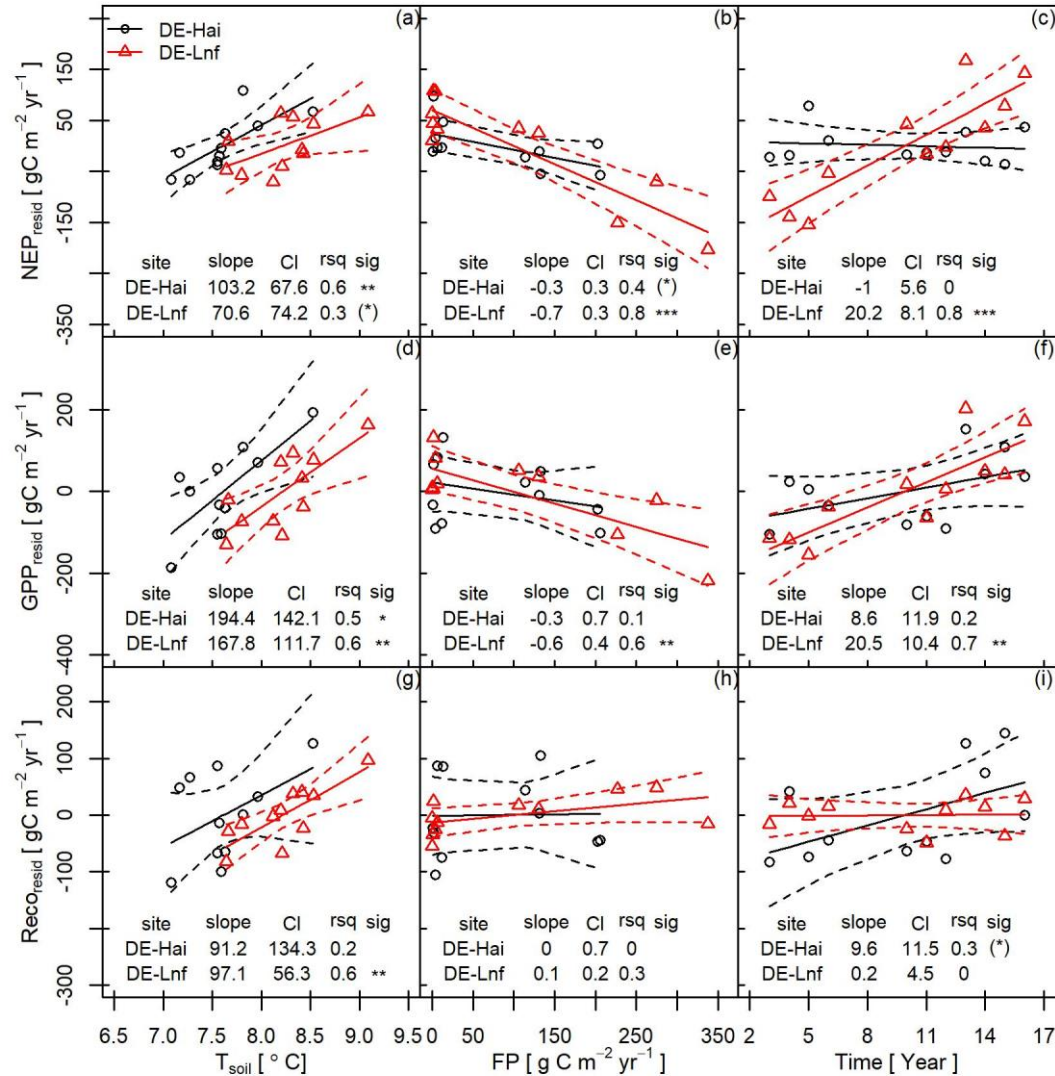 (a)
(b)
(c)
DE-Hai
DE-Lnf
NEPresid [ gC m−2 yr−1 ]
150
50
-150
-350
site slope CI rsq sig
DE-Hai 103.2 67.6 0.6 **
DE-Lnf 70.6 74.2 0.3 (*)
site slope CI rsq sig
DE-Hai -0.3 0.3 0.4 (*)
DE-Lnf -0.7 0.3 0.8 ***
site slope CI rsq sig
DE-Hai -1 5.6 0
DE-Lnf 20.2 8.1 0.8 ***
(d)
(e)
(f)
GPPresid [ gC m−2 yr−1 ]
200
0
-200
-400
site slope CI rsq sig
DE-Hai 194.4 142.1 0.5 *
DE-Lnf 167.8 111.7 0.6 **
site slope CI rsq sig
DE-Hai -0.3 0.7 0.1
DE-Lnf -0.6 0.4 0.6 **
site slope CI rsq sig
DE-Hai 8.6 11.9 0.2
DE-Lnf 20.5 10.4 0.7 **
(g)
(h)
(i)
Recoresid [ gC m−2 yr−1 ]
200
100
0
-100
-300
site slope CI rsq sig
DE-Hai 91.2 134.3 0.2
DE-Lnf 97.1 56.3 0.6 **
site slope CI rsq sig
DE-Hai 0 0.7 0
DE-Lnf 0.1 0.2 0.3
site slope CI rsq sig
DE-Hai 9.6 11.5 0.3 (*)
DE-Lnf 0.2 4.5 0
6.5 7.0 7.5 8.0 8.5 9.0 9.5
0 50 150 250 350
2 5 8 11 14 17
Tsoil [ ° C ]
FP [ g C m−2 yr−1 ]
Time [ Year ]